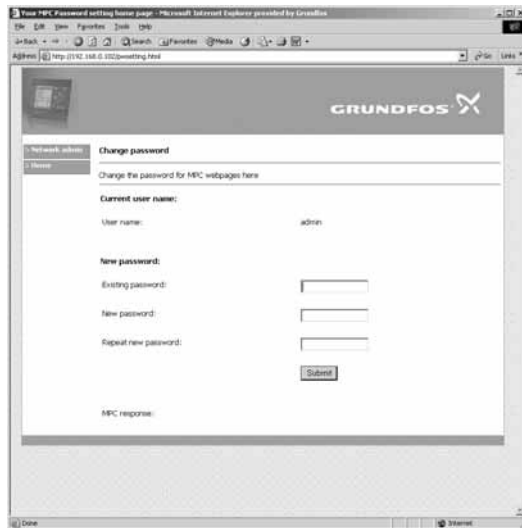 Your MPC Password setting home page - Microsoft Internet Explorer provided by Grundfos
File Edit View Favorites Tools Help
Back Search Favorites Media
Address http://192.168.0.102/pwsetting.html Go Links
GRUNDFOS
> Network admin
> Home
Change password
Change the password for MPC webpages here
Current user name:
User name: admin
New password:
Existing password:
New password:
Repeat new password:
Submit
MPC response:
Done Internet